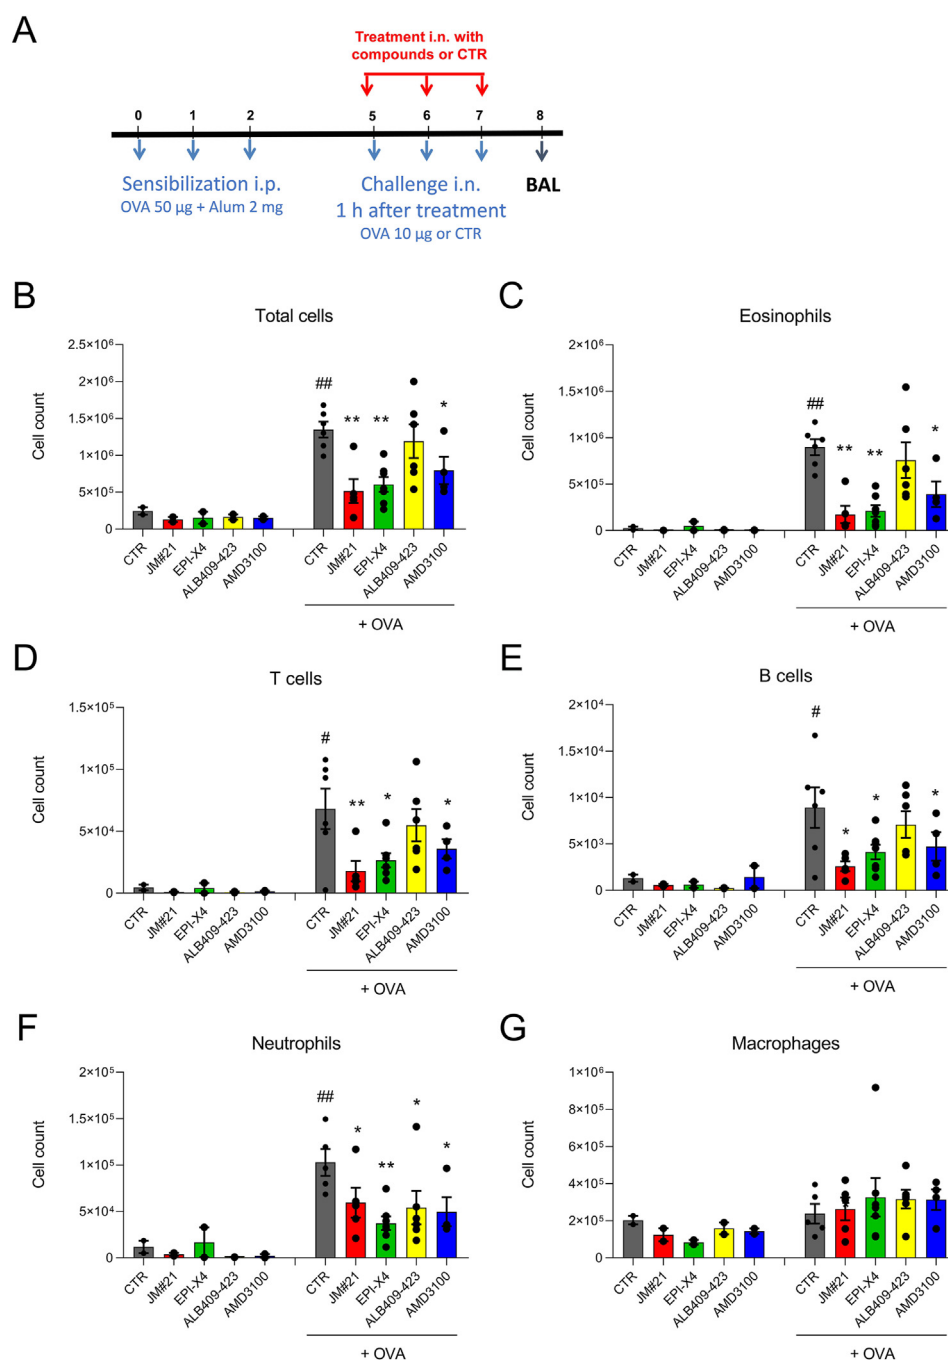 A
Treatment i.n. with
compounds or CTR
0 1 2 5 6 7 8
Sensibilization i.p.
OVA 50 µg + Alum 2 mg
Challenge i.n.
1 h after treatment
OVA 10 µg or CTR
BAL
B
Total cells
Cell count
2.5×10⁶
2×10⁶
1.5×10⁶
1×10⁶
5×10⁵
0
## ** ** *
CTR JM#21 EPI-X4 ALB409-423 AMD3100 CTR JM#21 EPI-X4 ALB409-423 AMD3100
+ OVA
C
Eosinophils
Cell count
2×10⁶
2×10⁶
1×10⁶
5×10⁵
0
## ** ** *
CTR JM#21 EPI-X4 ALB409-423 AMD3100 CTR JM#21 EPI-X4 ALB409-423 AMD3100
+ OVA
D
T cells
Cell count
1×10⁵
1×10⁵
5×10⁴
0
# ** * *
CTR JM#21 EPI-X4 ALB409-423 AMD3100 CTR JM#21 EPI-X4 ALB409-423 AMD3100
+ OVA
E
B cells
Cell count
2×10⁴
1.5×10⁴
1×10⁴
5×10³
0
# * * *
CTR JM#21 EPI-X4 ALB409-423 AMD3100 CTR JM#21 EPI-X4 ALB409-423 AMD3100
+ OVA
F
Neutrophils
Cell count
2×10⁵
1.5×10⁵
1×10⁵
5×10⁴
0
## * ** * *
CTR JM#21 EPI-X4 ALB409-423 AMD3100 CTR JM#21 EPI-X4 ALB409-423 AMD3100
+ OVA
G
Macrophages
Cell count
1×10⁶
8×10⁵
6×10⁵
4×10⁵
2×10⁵
0
CTR JM#21 EPI-X4 ALB409-423 AMD3100 CTR JM#21 EPI-X4 ALB409-423 AMD3100
+ OVA